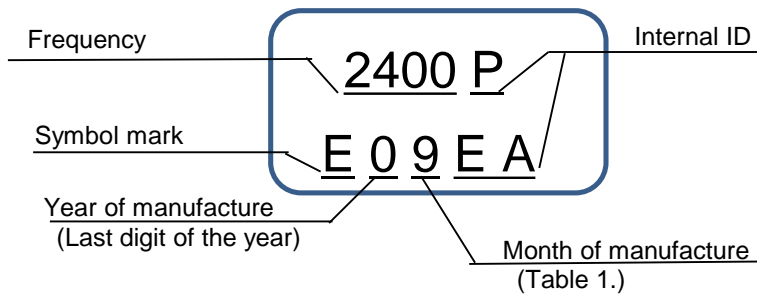 Frequency
Internal ID
2400 P
Symbol mark
E 0 9 E A
Year of manufacture
(Last digit of the year)
Month of manufacture
(Table 1.)